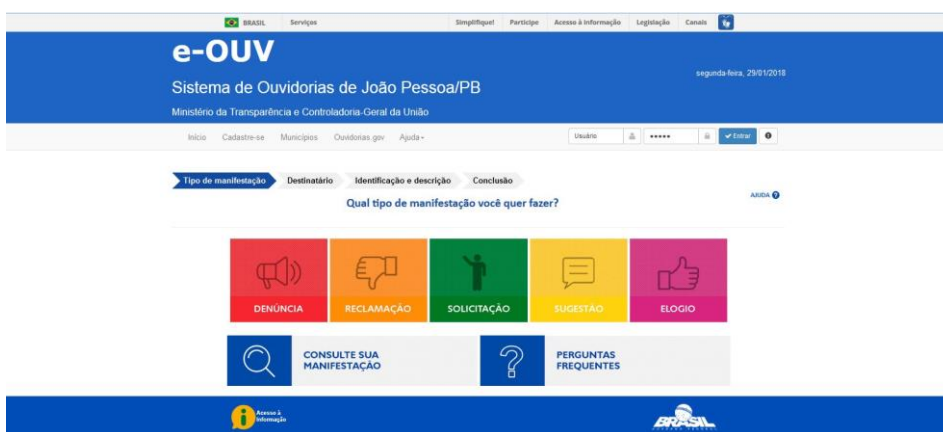 BRASIL Serviços Simplifique! Participe Acesso à informação Legislação Canais
e-OUV
segunda-feira, 29/01/2018
Sistema de Ouvidorias de João Pessoa/PB
Ministério da Transparência e Controladoria-Geral da União
Início Cadastre-se Municípios Ouvidorias.gov Ajuda
Usuário ••••• Entrar
Tipo de manifestação Destinatário Identificação e descrição Conclusão
AJUDA ?
Qual tipo de manifestação você quer fazer?
DENÚNCIA RECLAMAÇÃO SOLICITAÇÃO SUGESTÃO ELOGIO
CONSULTE SUA
MANIFESTAÇÃO
PERGUNTAS
FREQUENTES
Acesso à
Informação
BRASIL